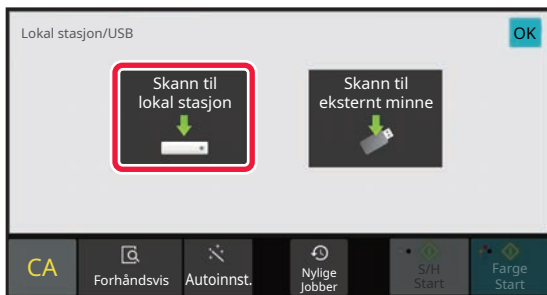 Lokal stasjon/USB
OK
Skann til
lokal stasjon
Skann til
eksternt minne
CA
Forhåndsvis
Autoinnst.
Nylige
Jobber
S/H
Start
Farge
Start